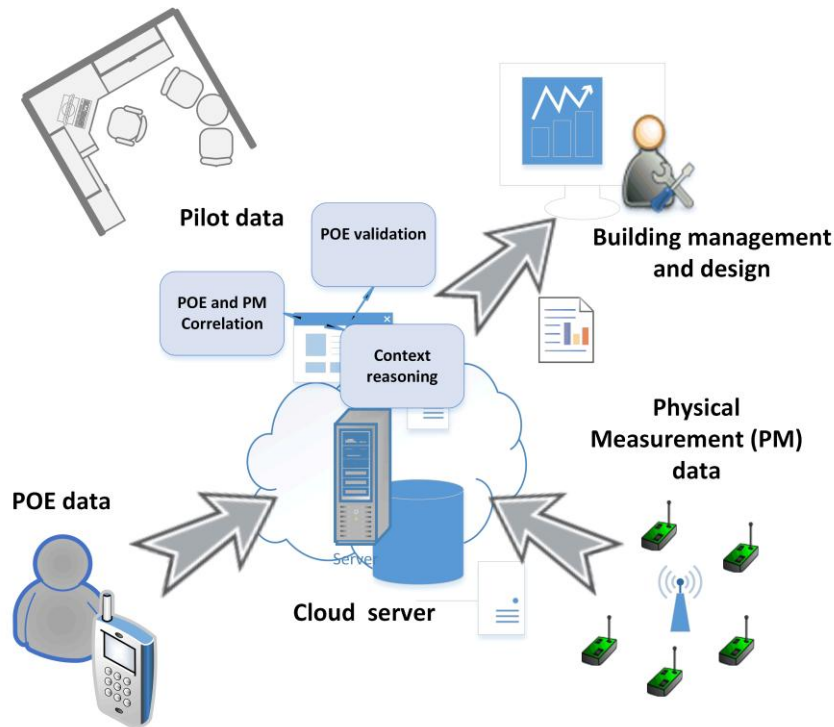 Pilot data
POE validation
POE and PM
Correlation
Context
reasoning
Building management
and design
Physical
Measurement (PM)
data
POE data
Server
Cloud server